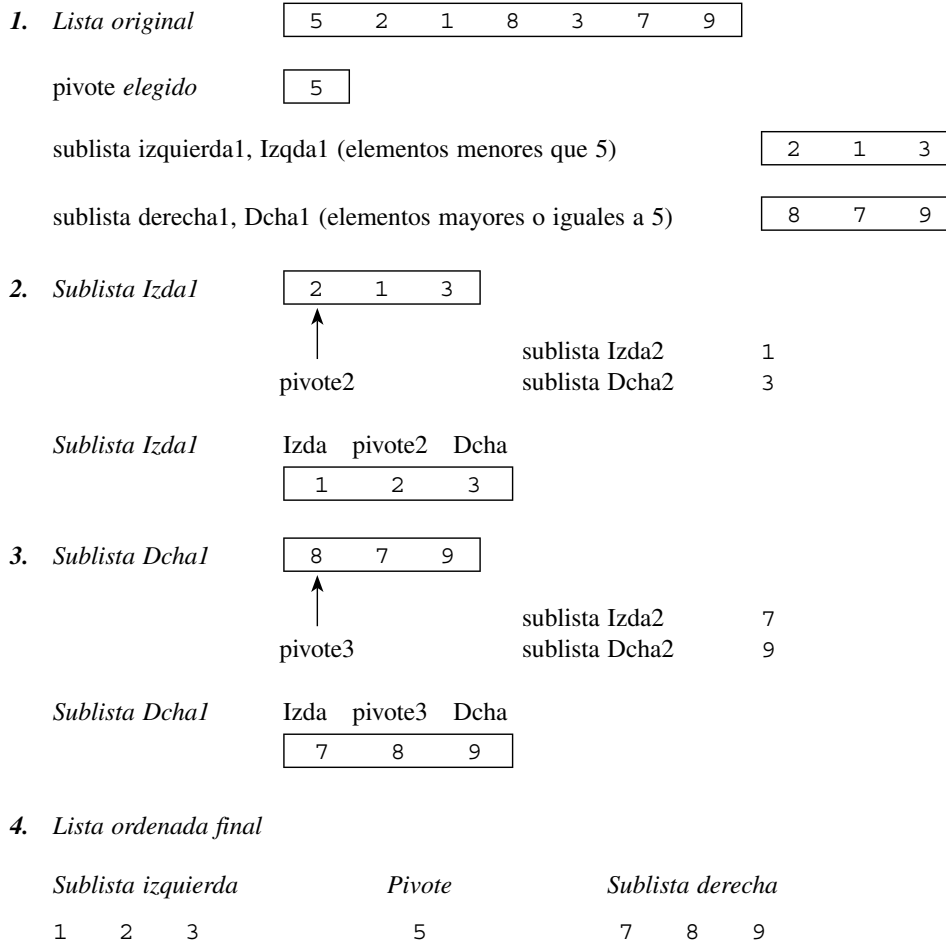 1. Lista original 5 2 1 8 3 7 9
pivote elegido 5
sublista izquierda1, Izqda1 (elementos menores que 5) 2 1 3
sublista derecha1, Dcha1 (elementos mayores o iguales a 5) 8 7 9
2. Sublista Izda1 2 1 3
sublista Izda2 1
pivote2 sublista Dcha2 3
Sublista Izda1 Izda pivote2 Dcha
1 2 3
3. Sublista Dcha1 8 7 9
sublista Izda2 7
pivote3 sublista Dcha2 9
Sublista Dcha1 Izda pivote3 Dcha
7 8 9
4. Lista ordenada final
Sublista izquierda Pivote Sublista derecha
1 2 3 5 7 8 9